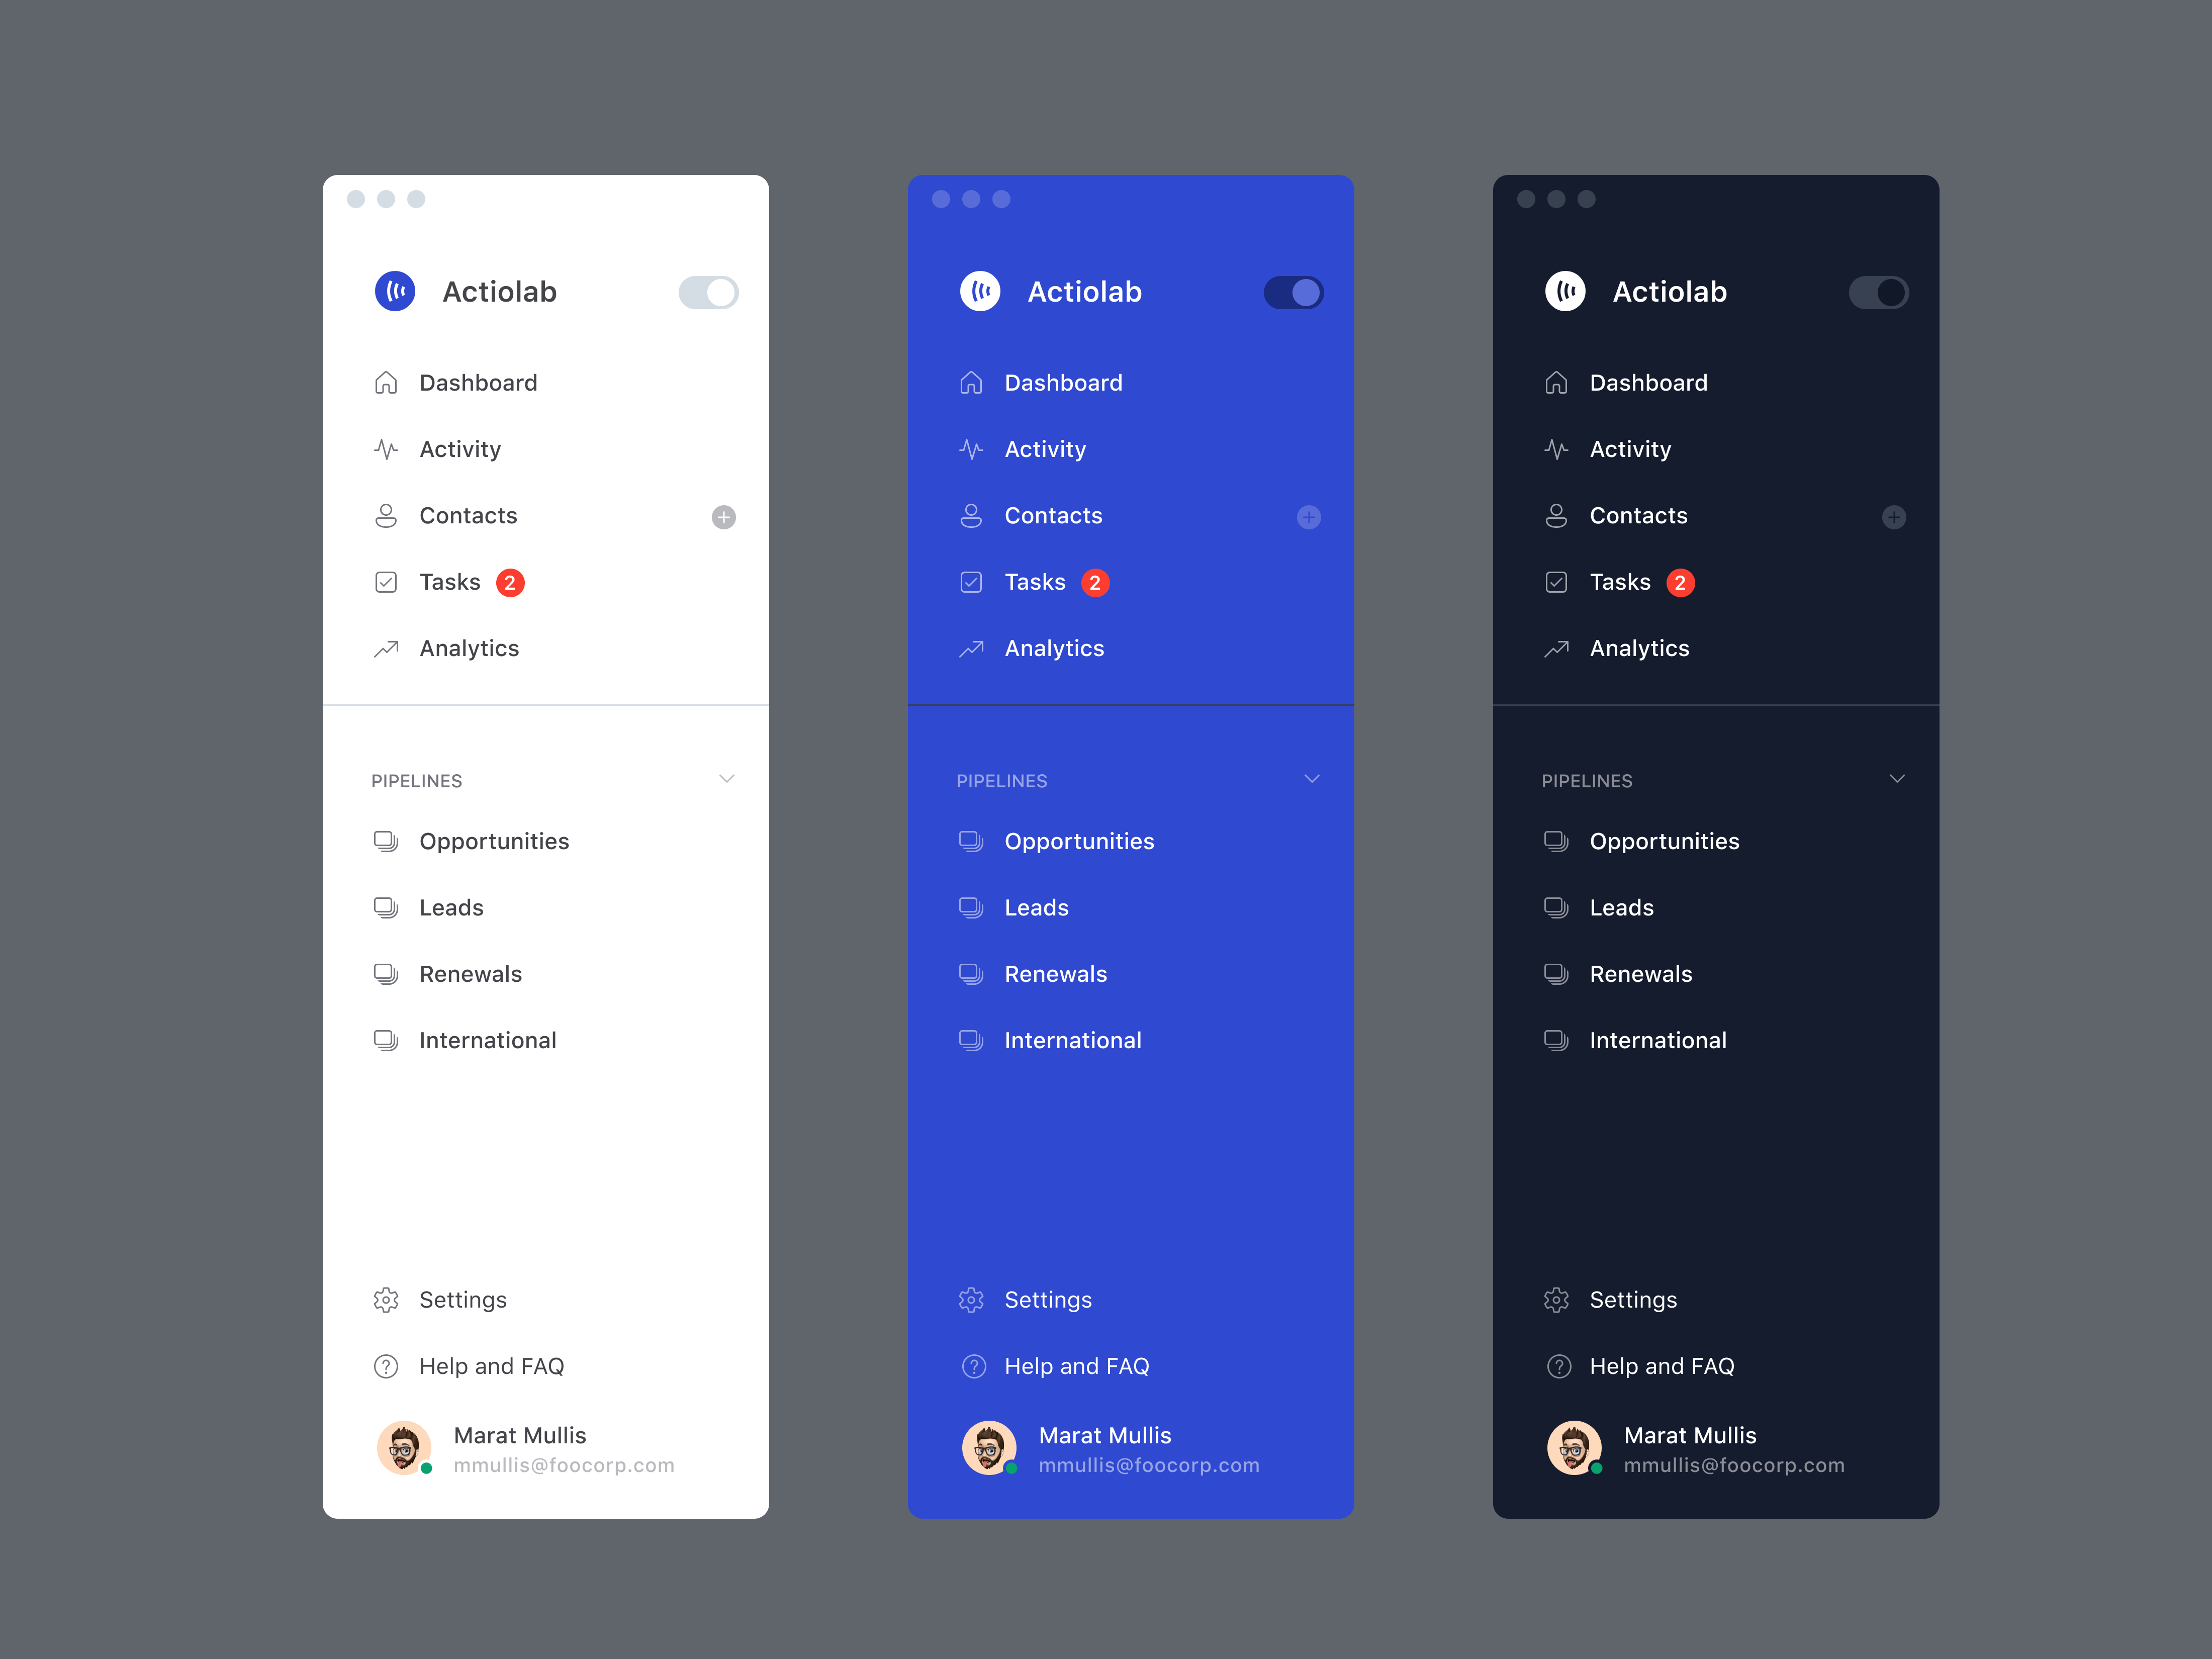 Actiolab
Dashboard
Activity
Contacts
Tasks 2
Analytics
PIPELINES
Opportunities
Leads
Renewals
International
Settings
? Help and FAQ
Marat Mullis
mmullis@foocorp.com
Actiolab
Dashboard
Activity
Contacts
Tasks 2
Analytics
PIPELINES
Opportunities
Leads
Renewals
International
Settings
? Help and FAQ
Marat Mullis
mmullis@foocorp.com
Actiolab
Dashboard
Activity
Contacts
Tasks 2
Analytics
PIPELINES
Opportunities
Leads
Renewals
International
Settings
? Help and FAQ
Marat Mullis
mmullis@foocorp.com